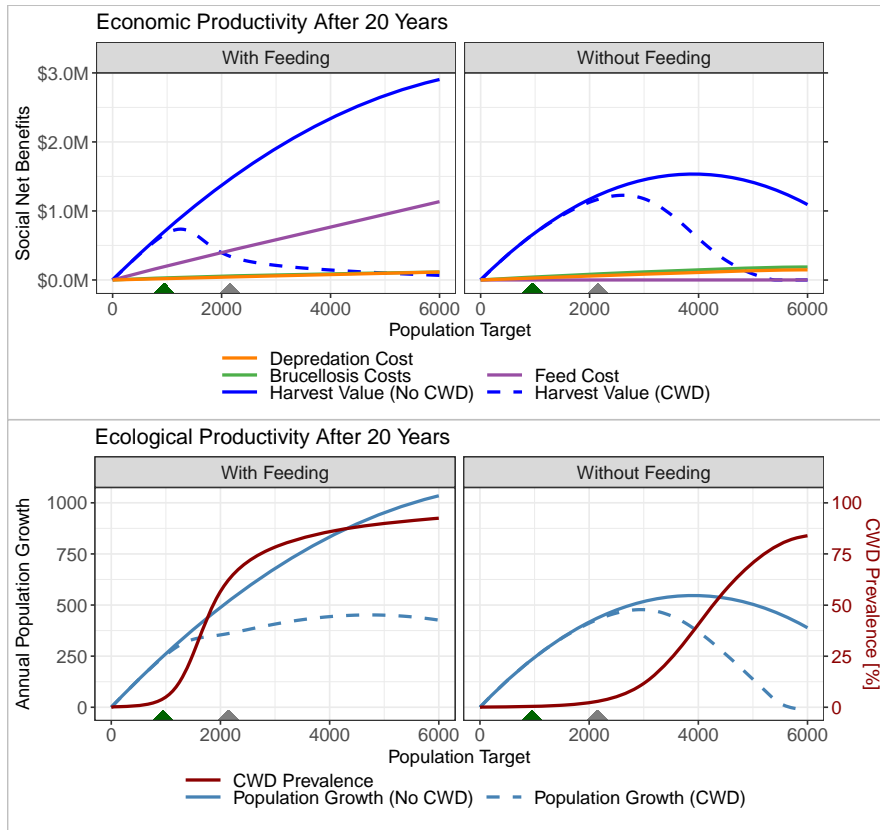 Economic Productivity After 20 Years
With Feeding
Without Feeding
Social Net Benefits
$3.0M
$2.0M
$1.0M
$0.0M
0 2000 4000 6000
0 2000 4000 6000
Population Target
Depredation Cost
Brucellosis Costs
Feed Cost
Harvest Value (No CWD)
Harvest Value (CWD)
Ecological Productivity After 20 Years
With Feeding
Without Feeding
Annual Population Growth
1000
750
500
250
0
100
75
50
25
0
CWD Prevalence [%]
0 2000 4000 6000
0 2000 4000 6000
Population Target
CWD Prevalence
Population Growth (No CWD)
Population Growth (CWD)